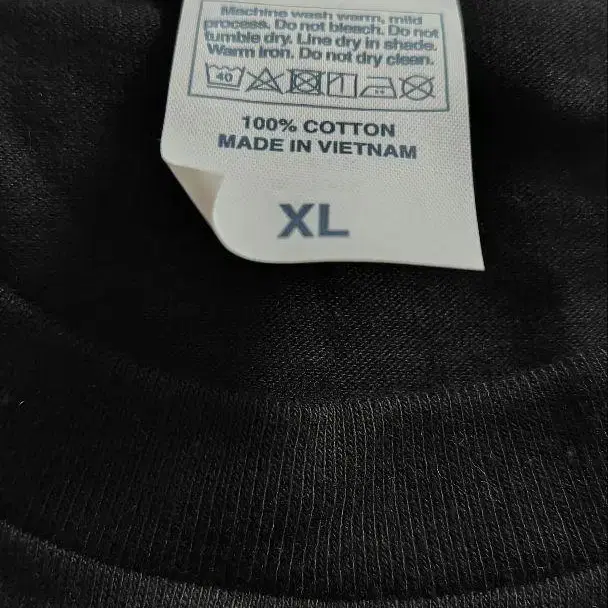 Machine wash warm, mild
process. Do not bleach. Do not
tumble dry. Line dry in shade.
Warm iron. Do not dry clean.
40
100% COTTON
MADE IN VIETNAM
XL